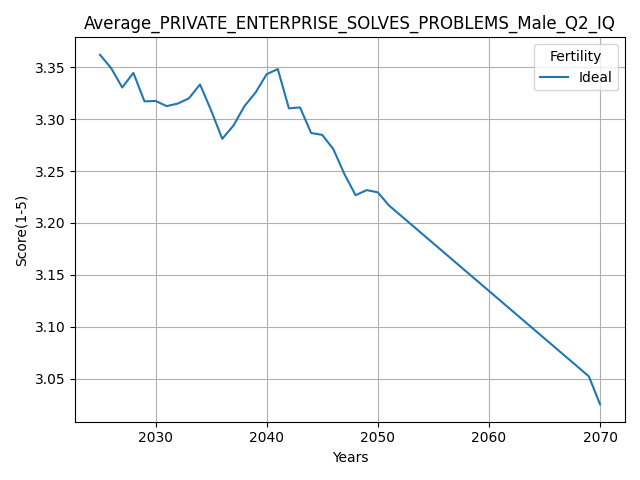 Average_PRIVATE_ENTERPRISE_SOLVES_PROBLEMS_Male_Q2_IQ
Fertility
Ideal
Score(1-5)
3.35
3.30
3.25
3.20
3.15
3.10
3.05
2030 2040 2050 2060 2070
Years